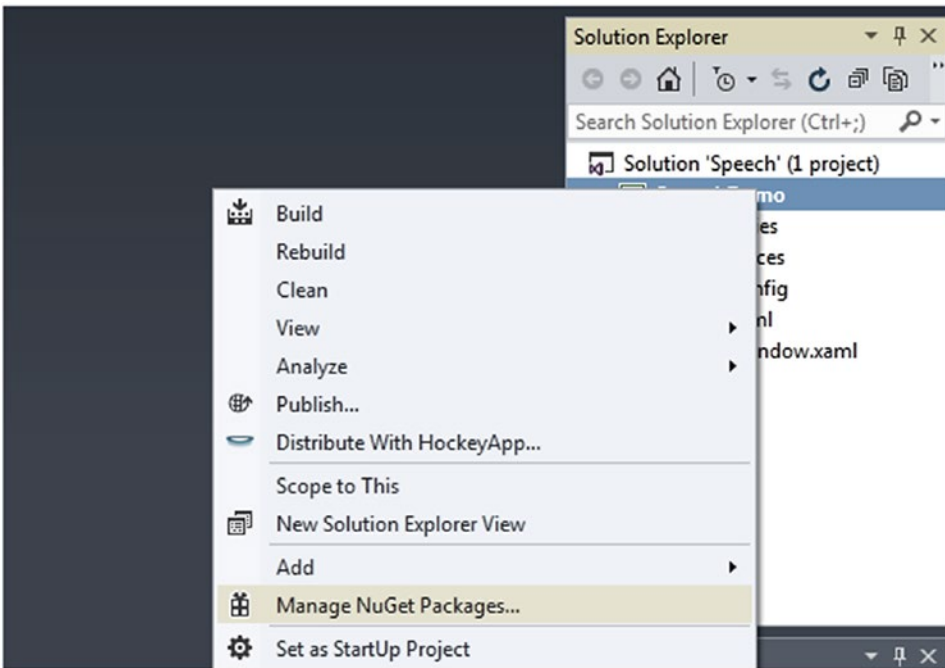 Solution Explorer
Search Solution Explorer (Ctrl+;)
Solution 'Speech' (1 project)
Build
Rebuild
Clean
View
Analyze
Publish...
Distribute With HockeyApp...
Scope to This
New Solution Explorer View
Add
Manage NuGet Packages...
Set as StartUp Project